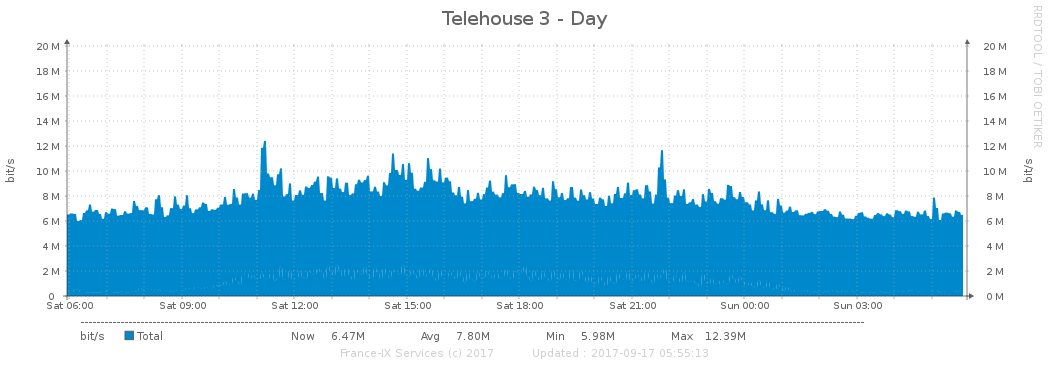 Telehouse 3 - Day
RRDTOOL / TOBI OETIKER
bit/s
bit/s
20 M 20 M
18 M 18 M
16 M 16 M
14 M 14 M
12 M 12 M
10 M 10 M
8 M 8 M
6 M 6 M
4 M 4 M
2 M 2 M
0 0 M
Sat 06:00 Sat 09:00 Sat 12:00 Sat 15:00 Sat 18:00 Sat 21:00 Sun 00:00 Sun 03:00
bit/s Total Now 6.47M Avg 7.80M Min 5.98M Max 12.39M
France-IX Services (c) 2017 Updated : 2017-09-17 05:55:13